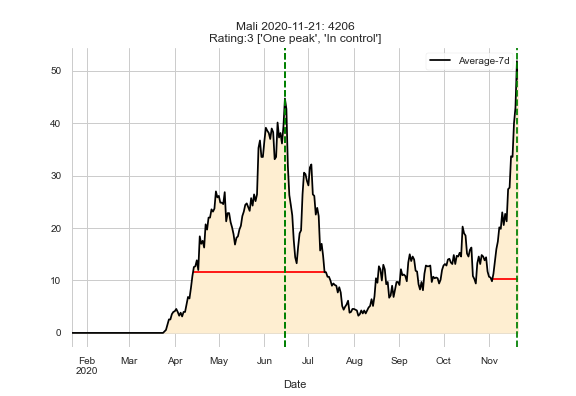 Mali 2020-11-21: 4206
Rating:3 ['One peak', 'In control']
Average-7d
50
40
30
20
10
0
Feb Mar Apr May Jun Jul Aug Sep Oct Nov
2020
Date